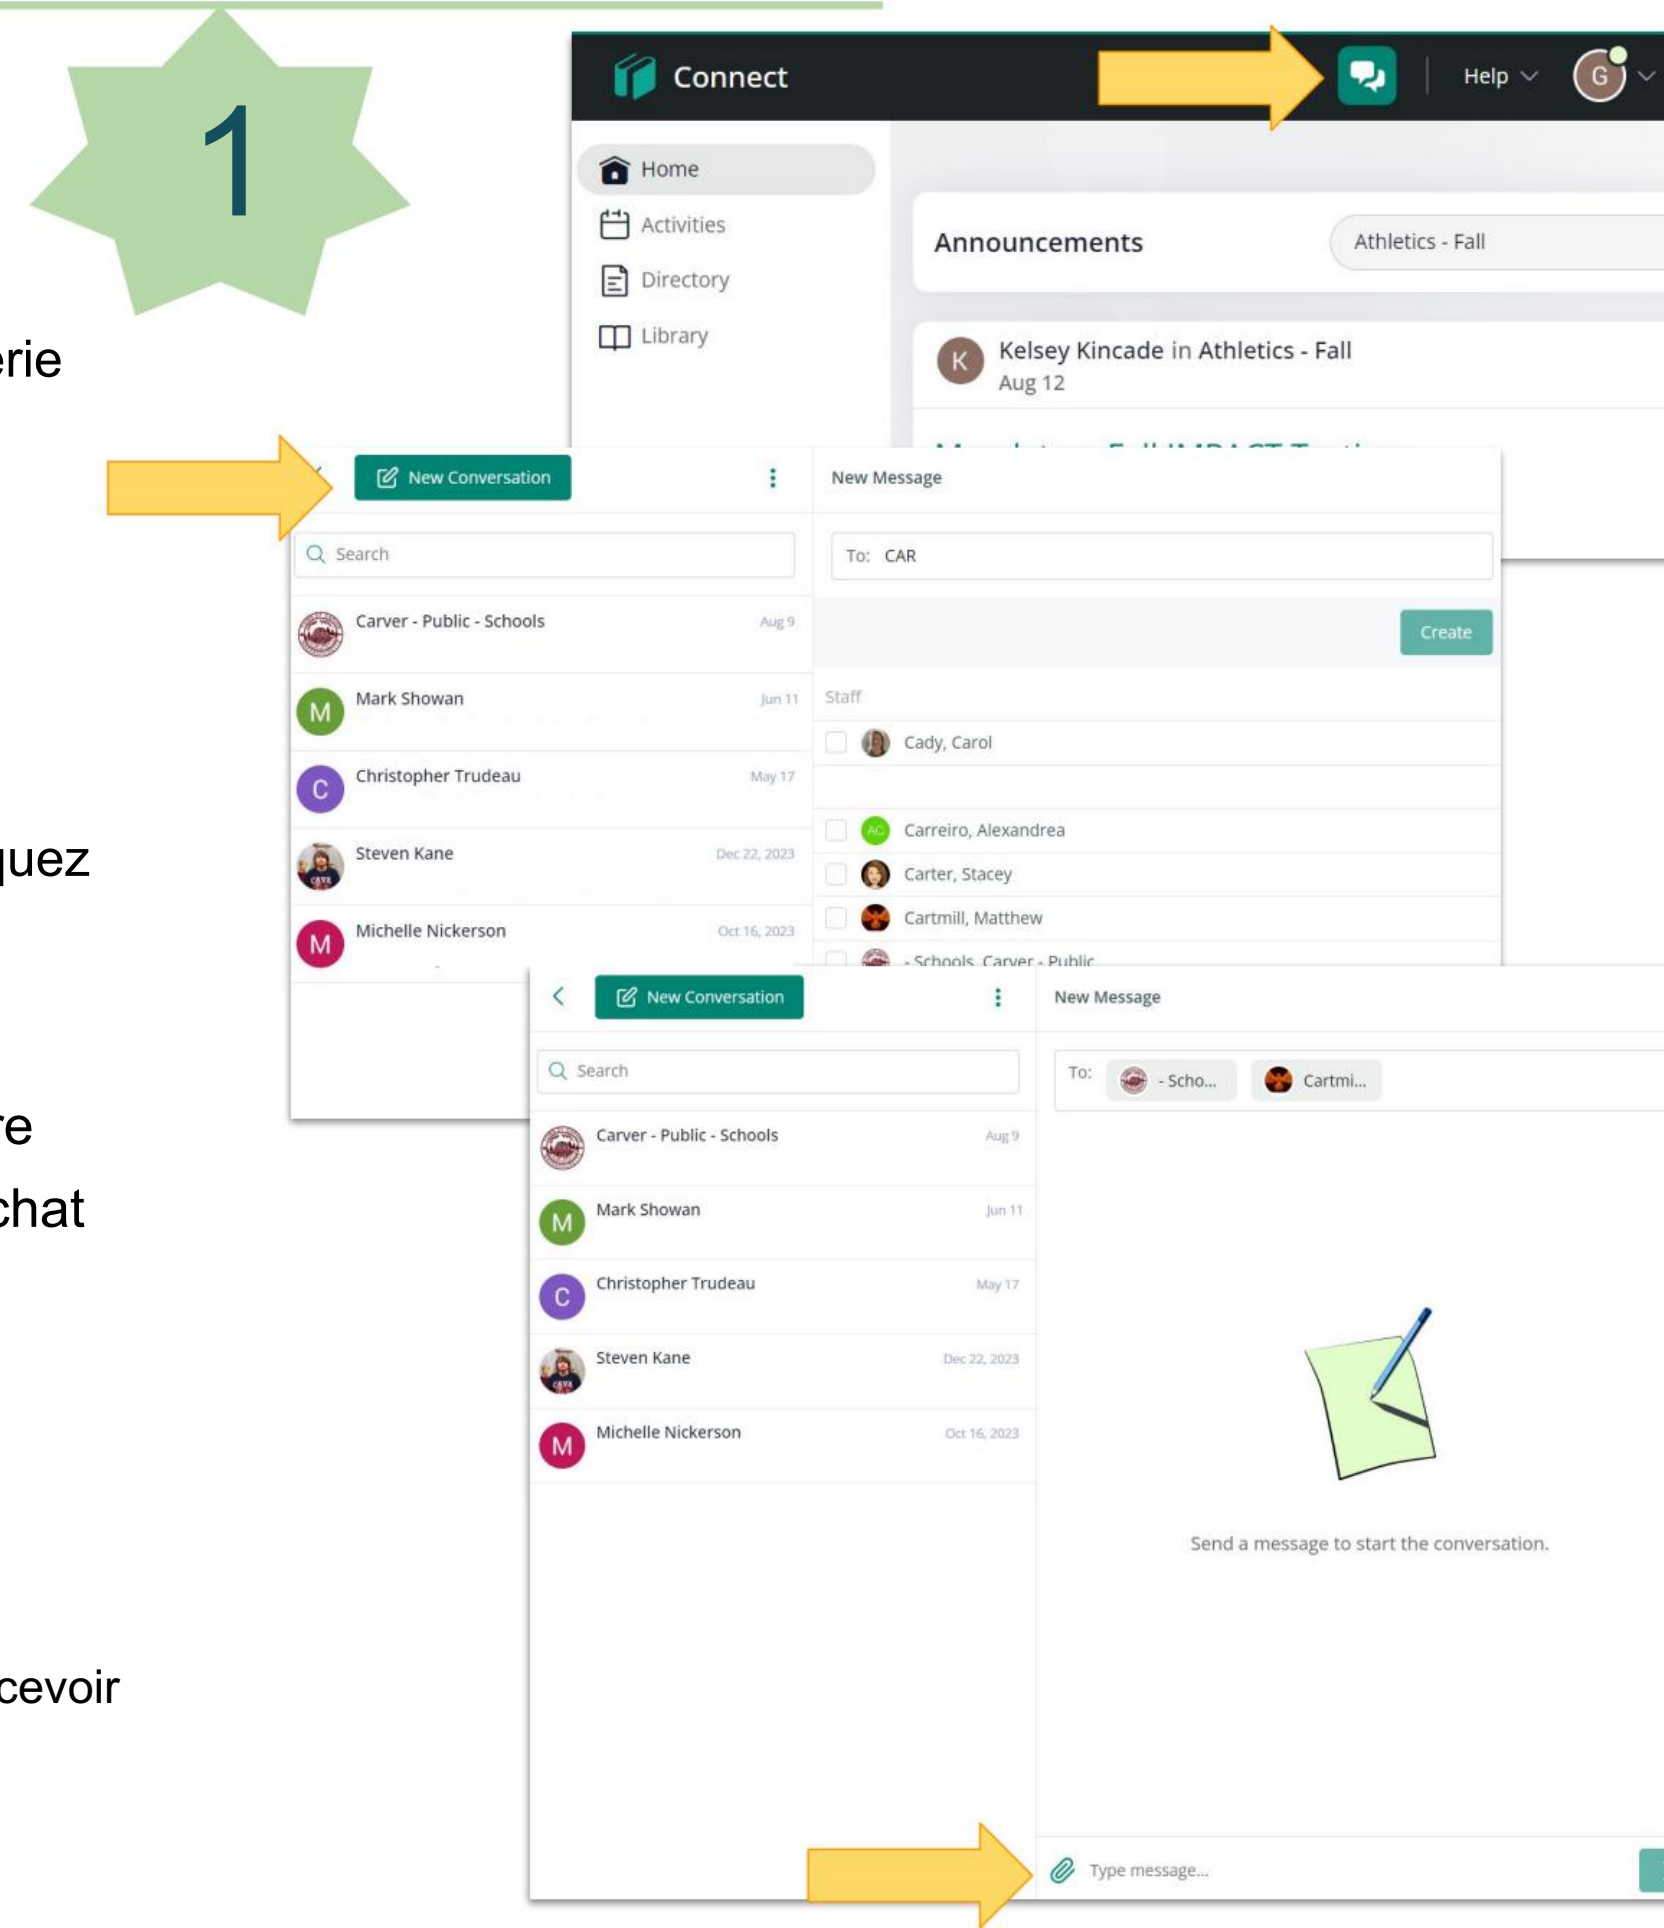 1
Connect
Help
G
Home
Activities
Directory
Library
Announcements
Athletics - Fall
K
Kelsey Kincade in Athletics - Fall
Aug 12
erie
New Conversation
Search
Carver - Public - Schools
Aug 9
M
Mark Showan
Jun 11
C
Christopher Trudeau
May 17
Steven Kane
Dec 22, 2023
M
Michelle Nickerson
Oct 16, 2023
New Message
To: CAR
Create
Staff
Cady, Carol
AC
Carreiro, Alexandrea
Carter, Stacey
Cartmill, Matthew
- Schools, Carver - Public
quez
re
chat
cevoir
New Conversation
Search
Carver - Public - Schools
Aug 9
M
Mark Showan
Jun 11
C
Christopher Trudeau
May 17
Steven Kane
Dec 22, 2023
M
Michelle Nickerson
Oct 16, 2023
New Message
To: - Scho... Cartmi...
Send a message to start the conversation.
Type message...